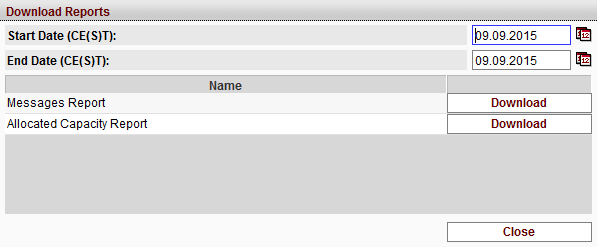 Download Reports
Start Date (CE(S)T): 09.09.2015
End Date (CE(S)T): 09.09.2015
Name
Messages Report Download
Allocated Capacity Report Download
Close